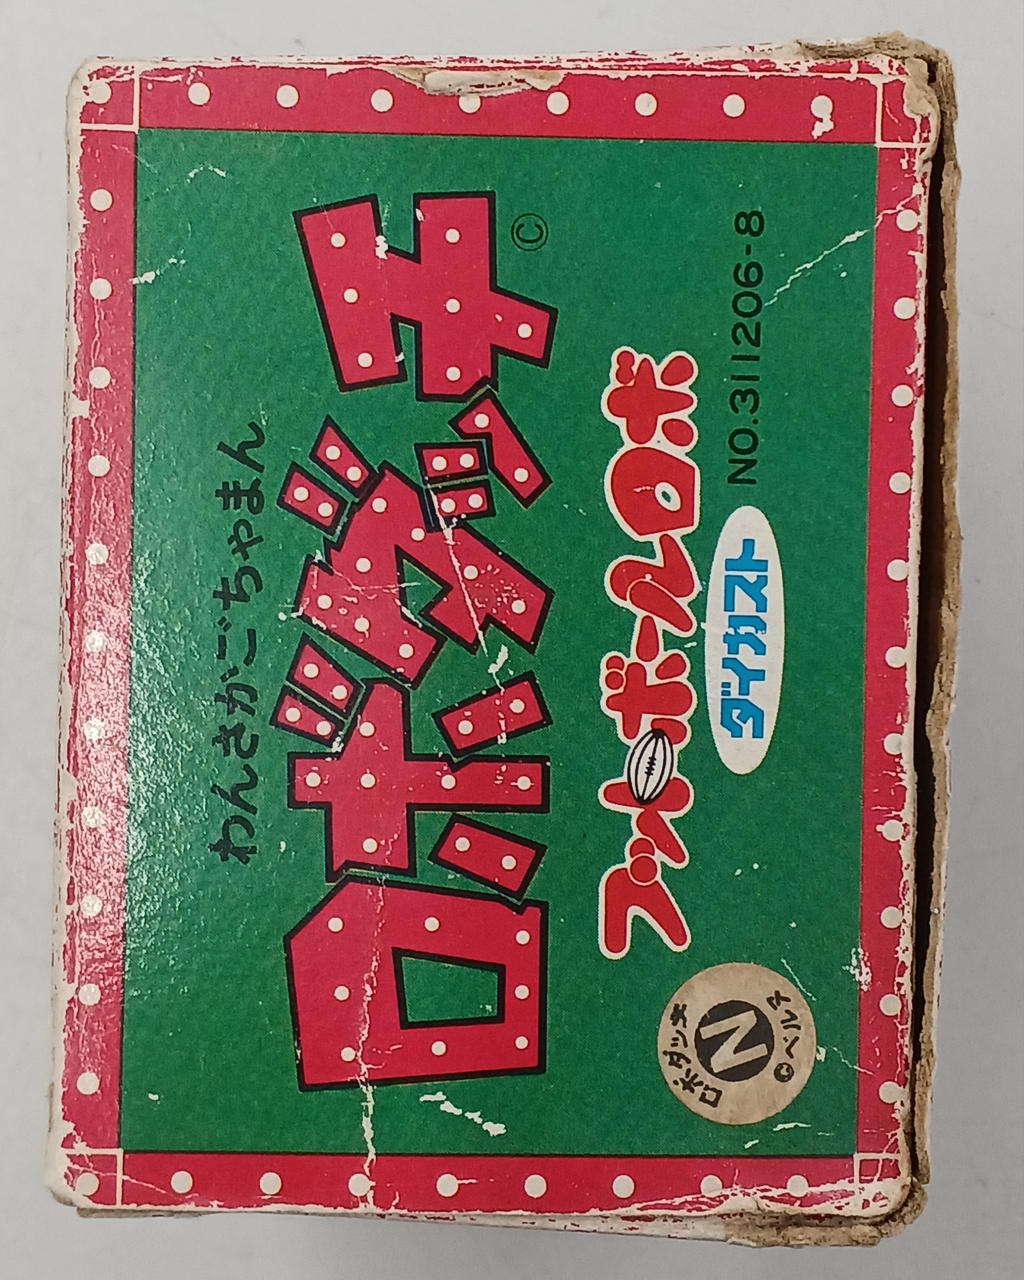 わんさかごちゃまん
ロボダッチ©
フットボールロボ
ダイカスト NO.311206-8
ロボダッチ
N
©ベルス